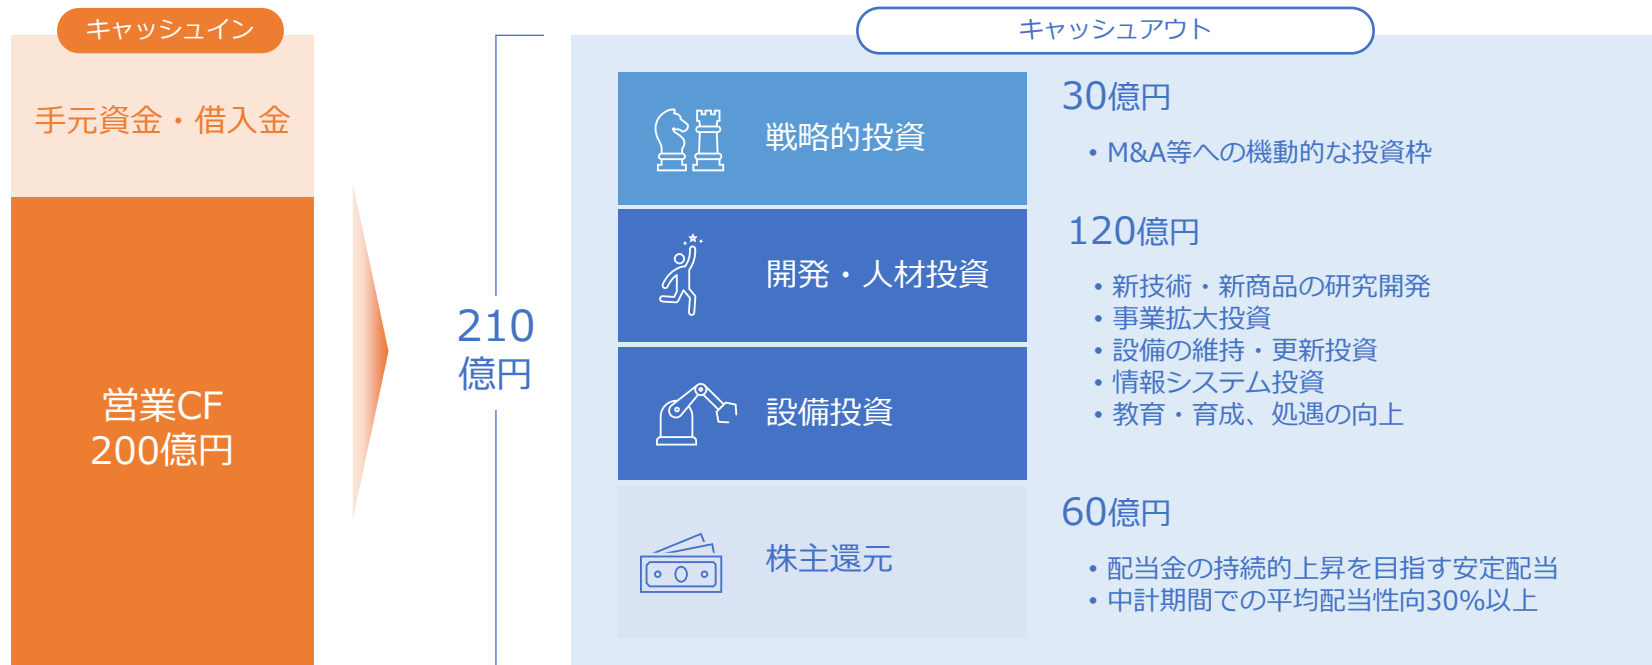 キャッシュイン
手元資金・借入金
営業CF
200億円
210
億円
キャッシュアウト
戦略的投資
30億円
・M&A等への機動的な投資枠
開発・人材投資
設備投資
120億円
・新技術・新商品の研究開発
・事業拡大投資
・設備の維持・更新投資
・情報システム投資
・教育・育成、処遇の向上
株主還元
60億円
・配当金の持続的上昇を目指す安定配当
・中計期間での平均配当性向30%以上